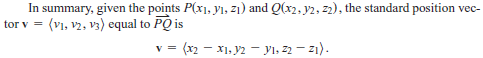 In summary, given the points P(x₁, y₁, z₁) and Q(x₂, y₂, z₂), the standard position vec-
tor v = ⟨v₁, v₂, v₃⟩ equal to P⃗Q⃗ is
v = ⟨x₂ − x₁, y₂ − y₁, z₂ − z₁⟩.